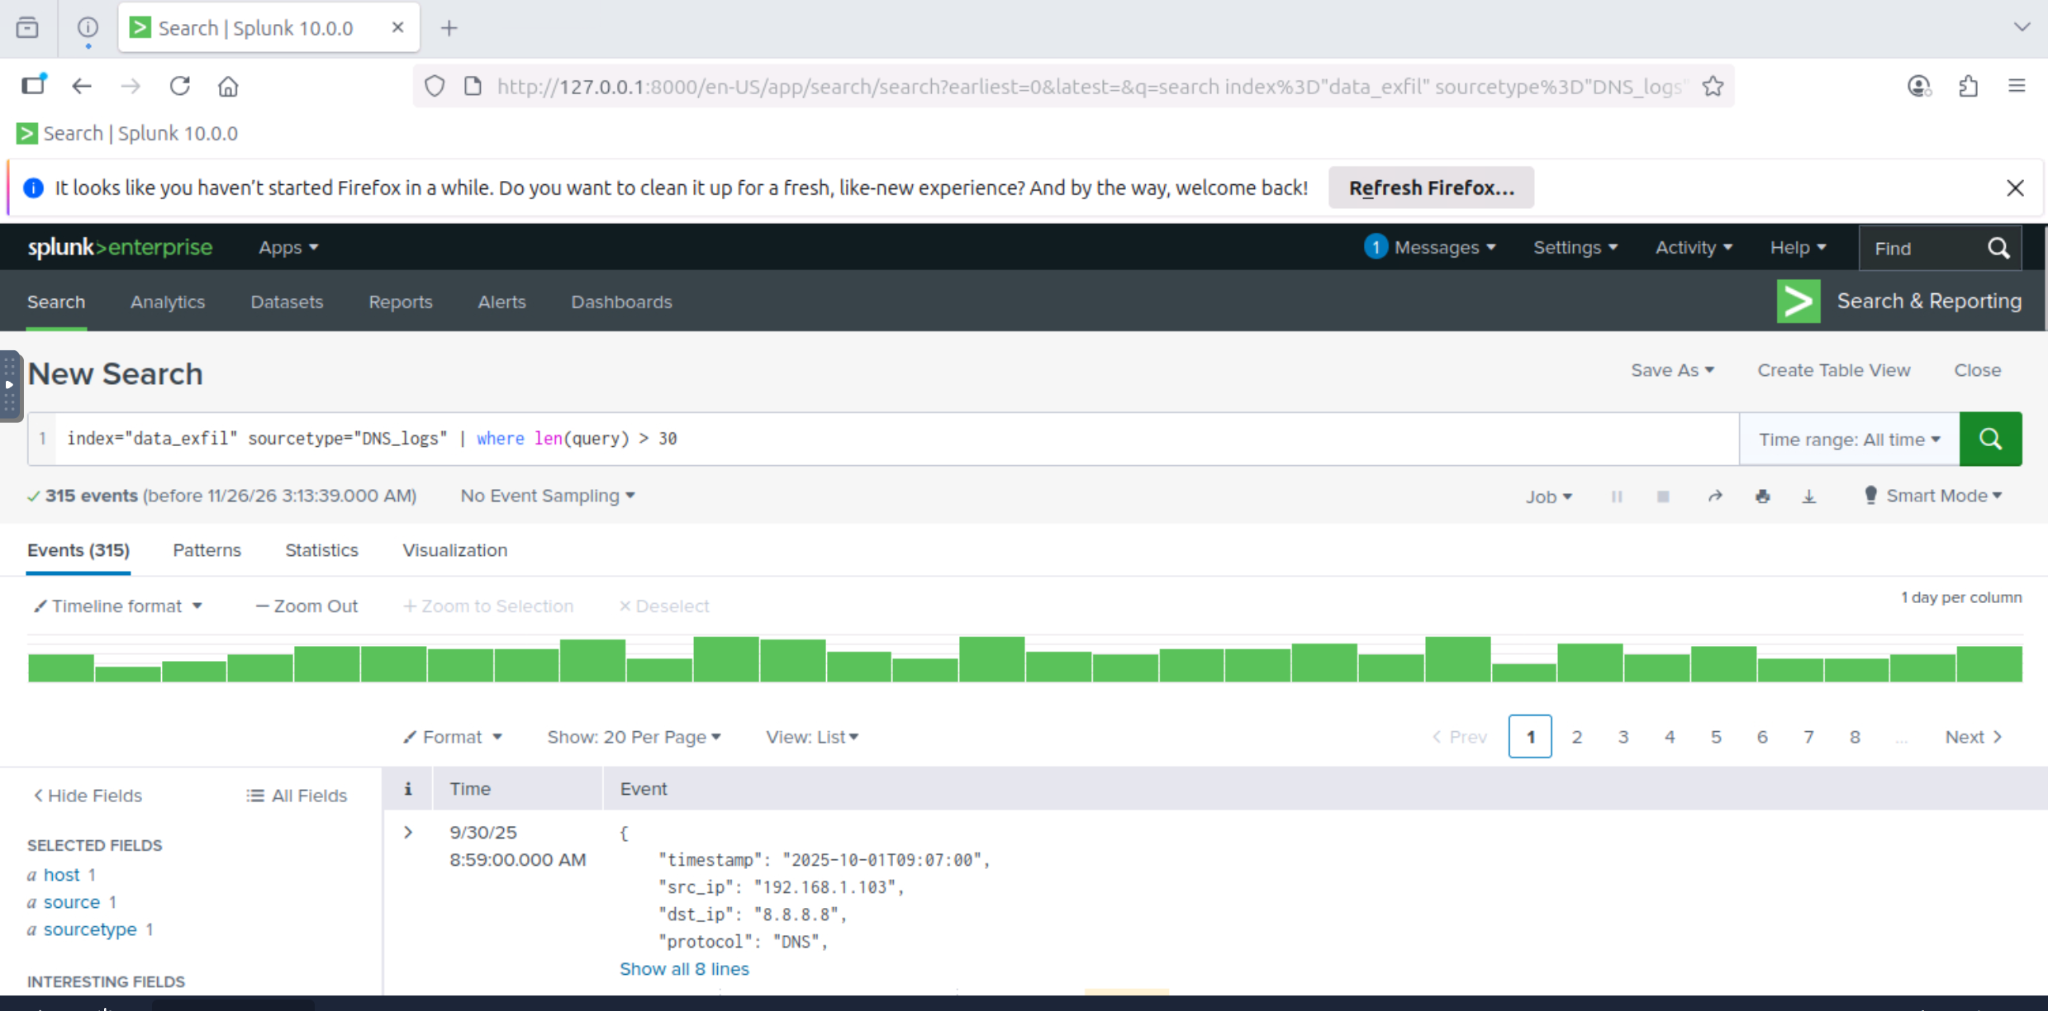 Search | Splunk 10.0.0
http://127.0.0.1:8000/en-US/app/search/search?earliest=0&latest=&q=search index%3D"data_exfil" sourcetype%3D"DNS_logs"
Search | Splunk 10.0.0
It looks like you haven't started Firefox in a while. Do you want to clean it up for a fresh, like-new experience? And by the way, welcome back! Refresh Firefox...
splunk>enterprise Apps 1 Messages Settings Activity Help Find
Search Analytics Datasets Reports Alerts Dashboards Search & Reporting
New Search Save As Create Table View Close
1 index="data_exfil" sourcetype="DNS_logs" | where len(query) > 30 Time range: All time
✓ 315 events (before 11/26/26 3:13:39.000 AM) No Event Sampling Job Smart Mode
Events (315) Patterns Statistics Visualization
Timeline format — Zoom Out + Zoom to Selection × Deselect 1 day per column
Format Show: 20 Per Page View: List < Prev 1 2 3 4 5 6 7 8 ... Next >
< Hide Fields All Fields i Time Event
SELECTED FIELDS
a host 1
a source 1
a sourcetype 1
INTERESTING FIELDS
> 9/30/25 {
8:59:00.000 AM "timestamp": "2025-10-01T09:07:00",
"src_ip": "192.168.1.103",
"dst_ip": "8.8.8.8",
"protocol": "DNS",
Show all 8 lines